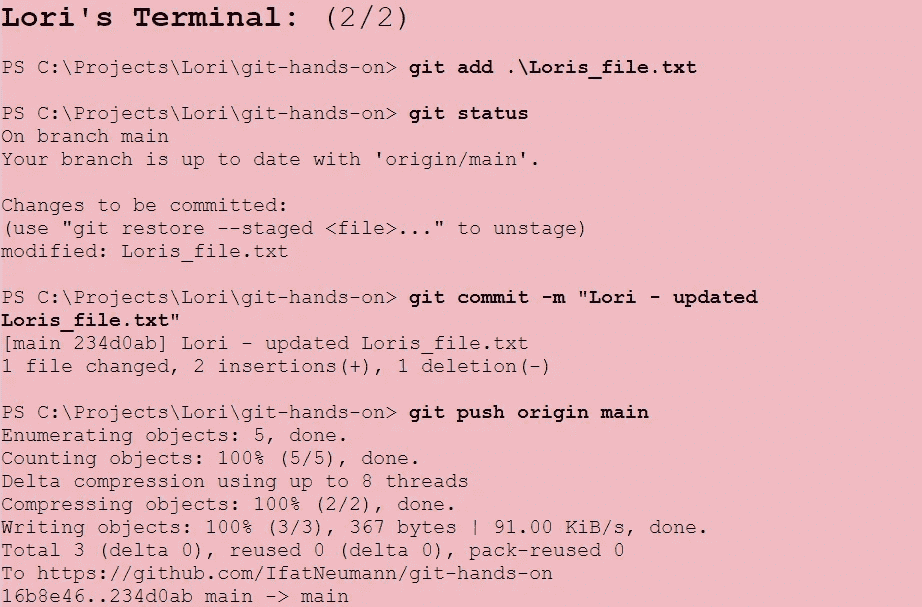 Lori's Terminal: (2/2)
PS C:\Projects\Lori\git-hands-on> git add .\Loris_file.txt
PS C:\Projects\Lori\git-hands-on> git status
On branch main
Your branch is up to date with 'origin/main'.
Changes to be committed:
(use "git restore --staged <file>..." to unstage)
modified: Loris_file.txt
PS C:\Projects\Lori\git-hands-on> git commit -m "Lori - updated
Loris_file.txt"
[main 234d0ab] Lori - updated Loris_file.txt
1 file changed, 2 insertions(+), 1 deletion(-)
PS C:\Projects\Lori\git-hands-on> git push origin main
Enumerating objects: 5, done.
Counting objects: 100% (5/5), done.
Delta compression using up to 8 threads
Compressing objects: 100% (2/2), done.
Writing objects: 100% (3/3), 367 bytes | 91.00 KiB/s, done.
Total 3 (delta 0), reused 0 (delta 0), pack-reused 0
To https://github.com/IfatNeumann/git-hands-on
16b8e46..234d0ab main -> main